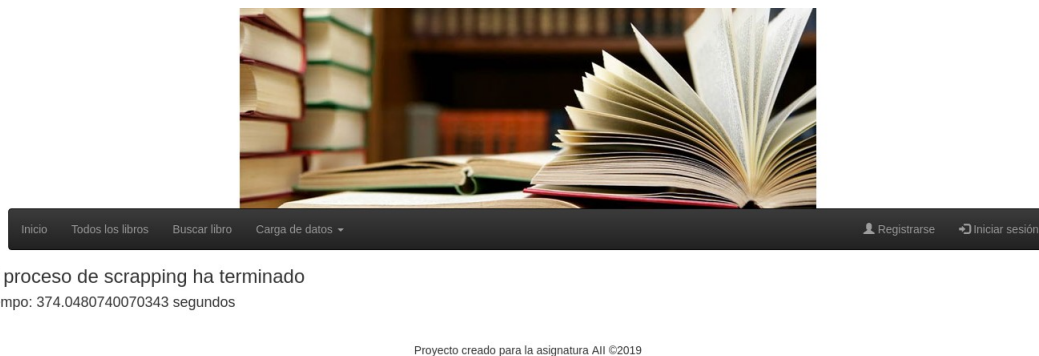 Inicio Todos los libros Buscar libro Carga de datos Registrarse Iniciar sesión
proceso de scrapping ha terminado
mpo: 374.0480740070343 segundos
Proyecto creado para la asignatura AII ©2019